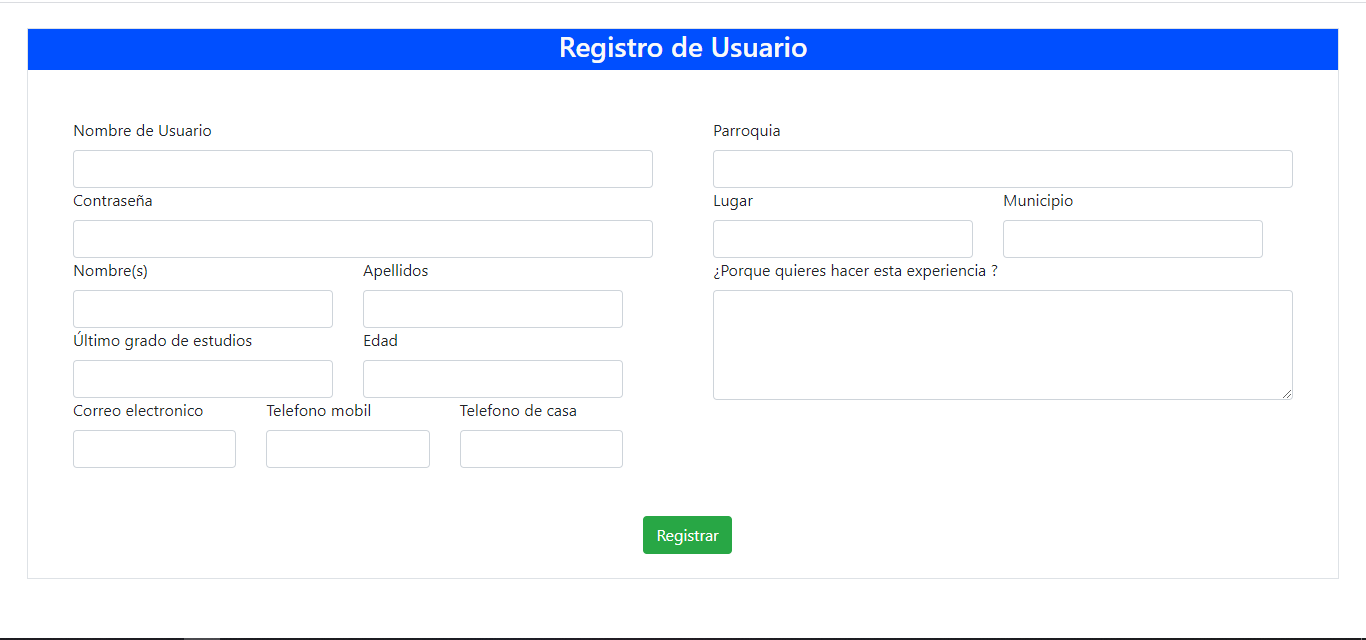 Registro de Usuario
Nombre de Usuario
Contraseña
Nombre(s) Apellidos
Último grado de estudios Edad
Correo electronico Telefono mobil Telefono de casa
Parroquia
Lugar Municipio
¿Porque quieres hacer esta experiencia ?
Registrar